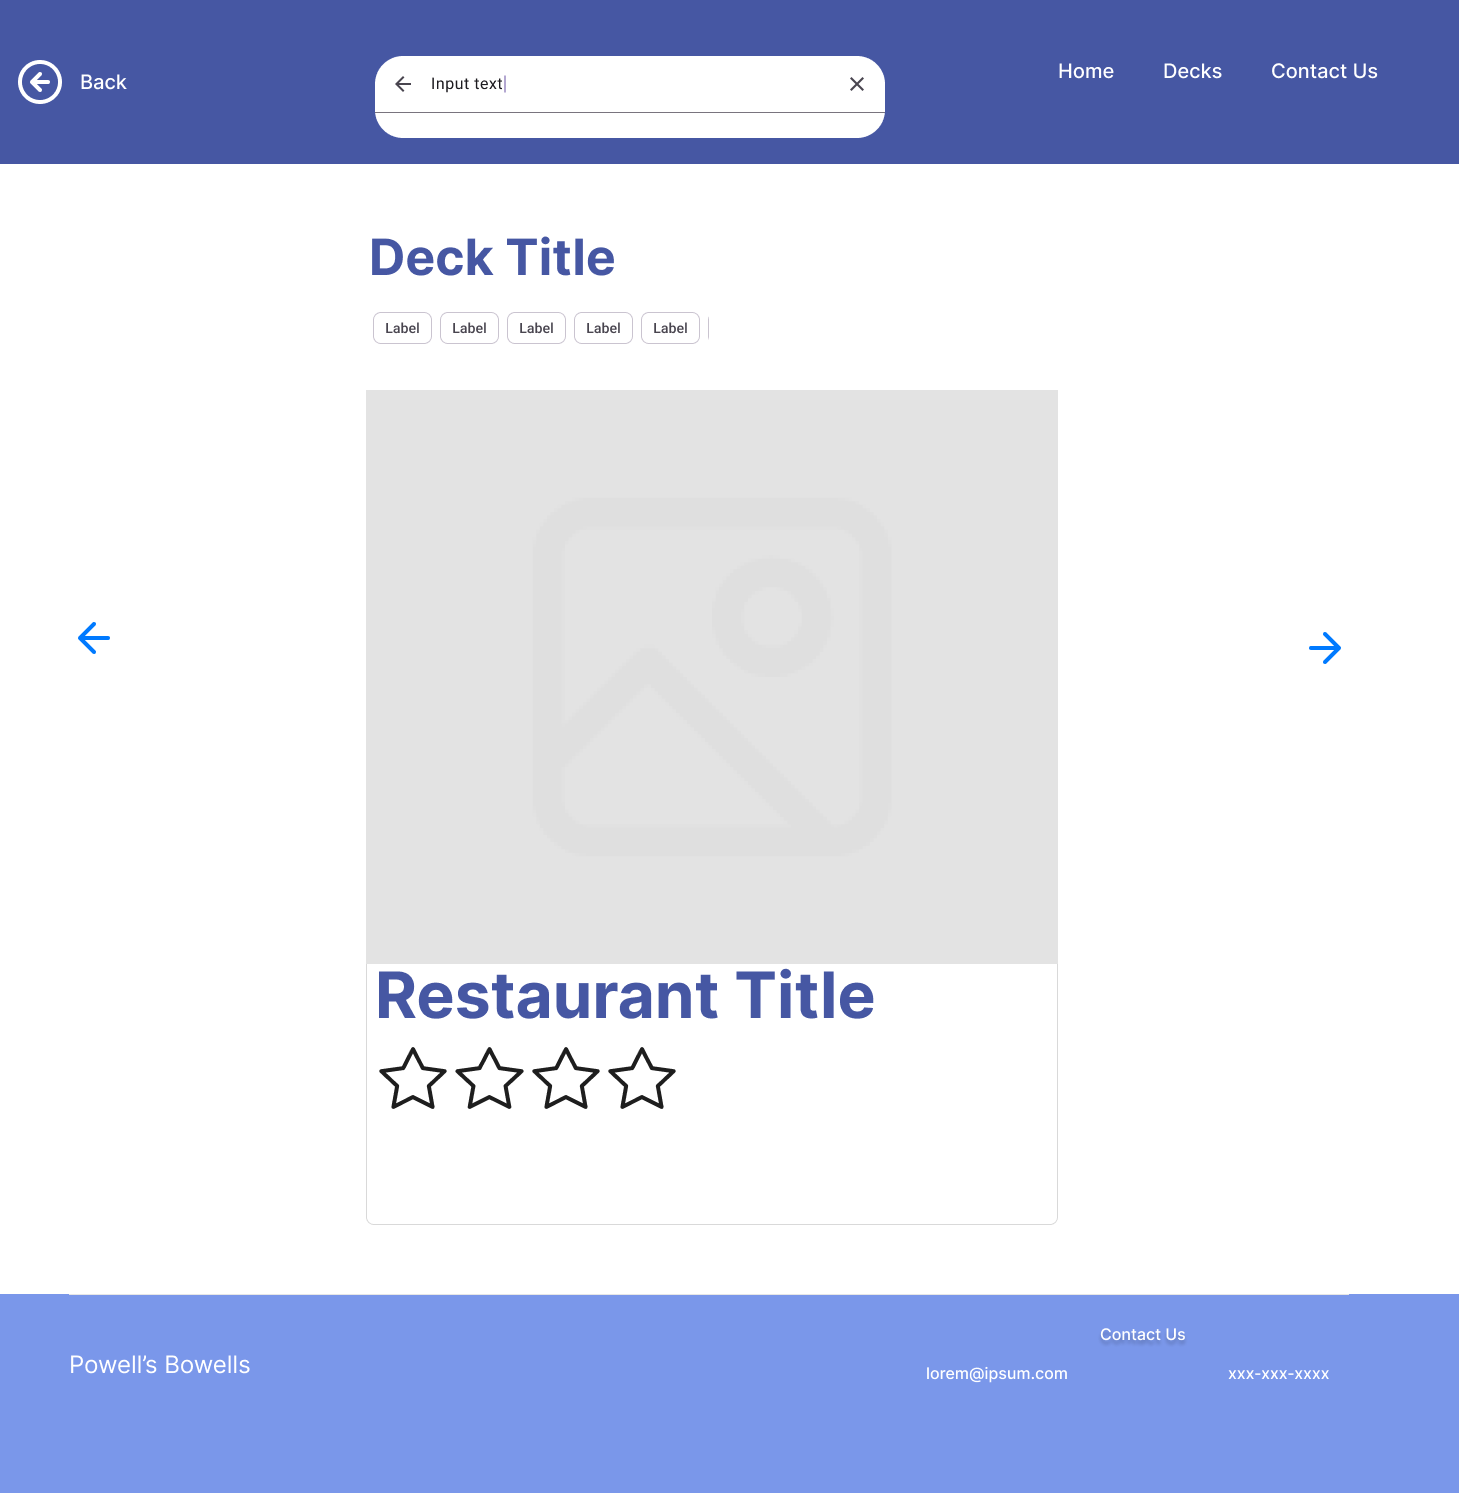 Back
Input text
Home Decks Contact Us
Deck Title
Label Label Label Label Label
Restaurant Title
Contact Us
Powell’s Bowells
lorem@ipsum.com xxx-xxx-xxxx